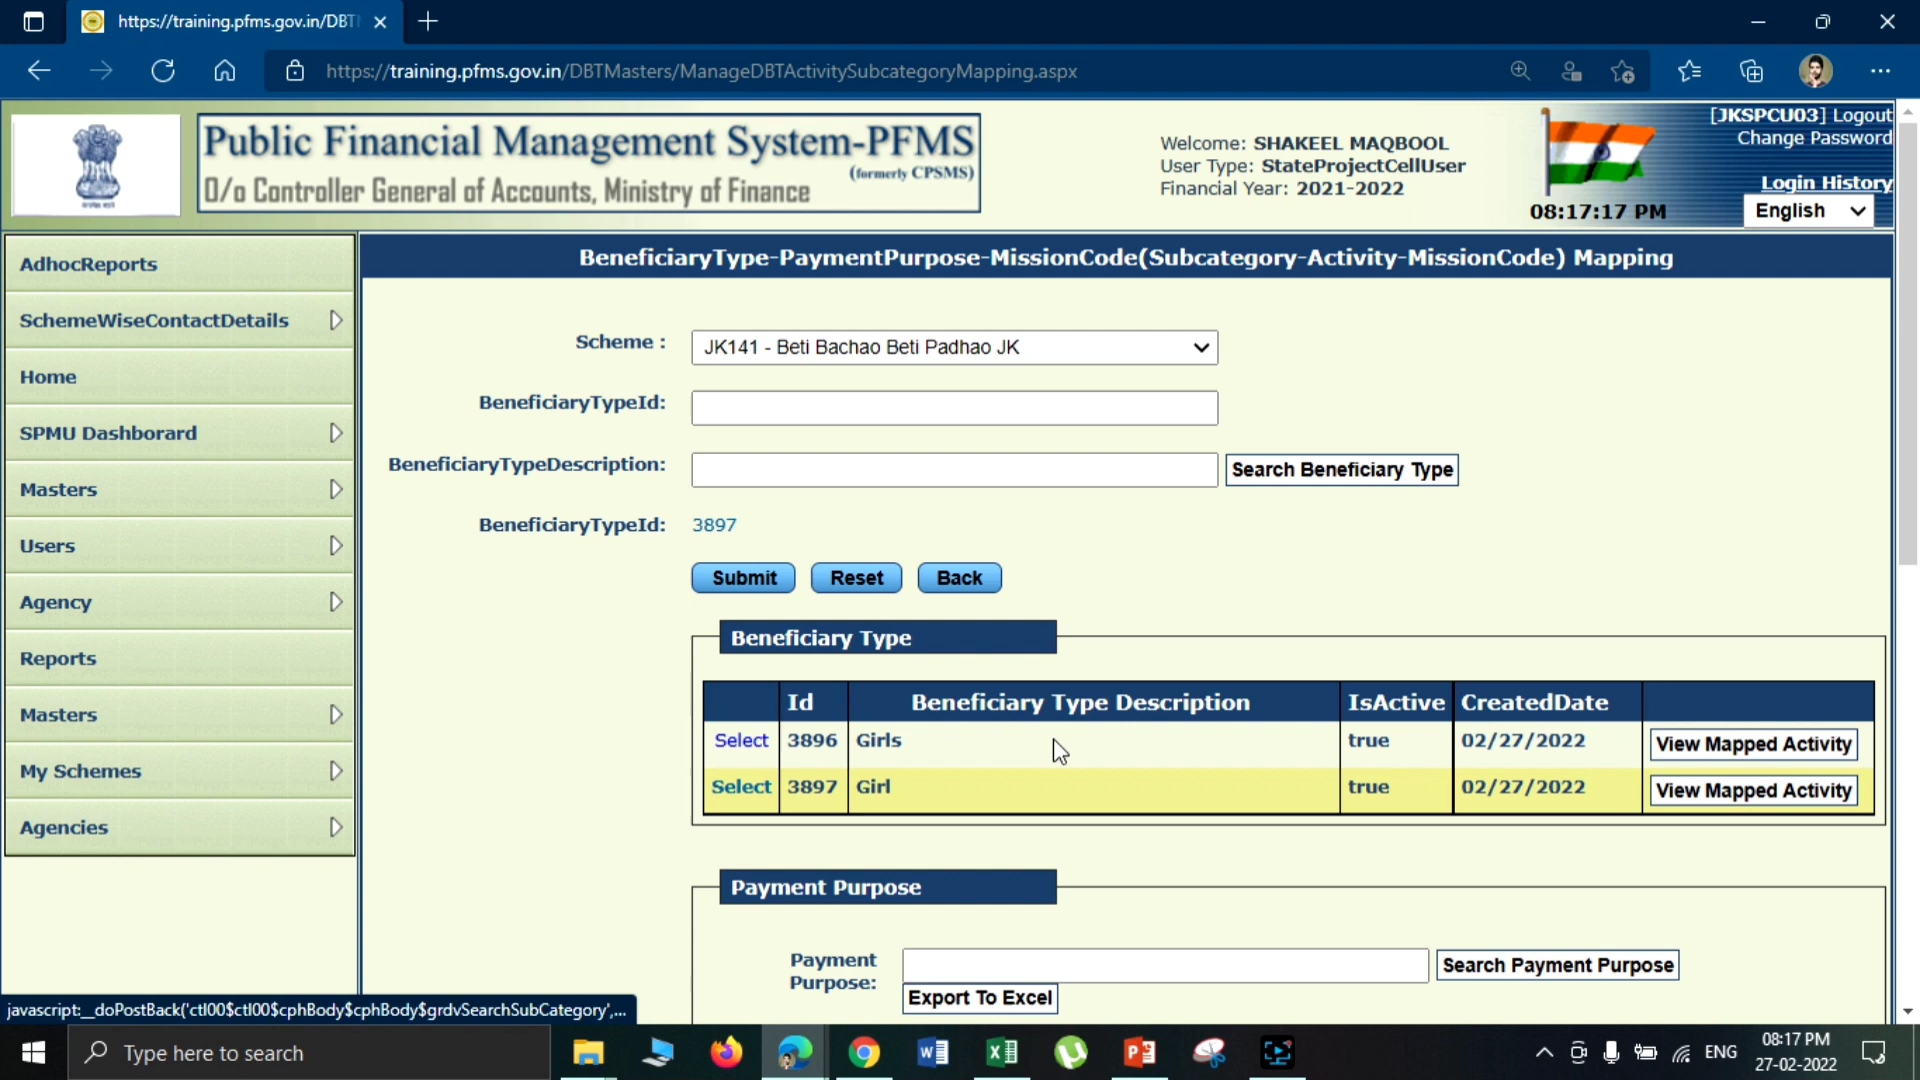 https://training.pfms.gov.in/DBT
https://training.pfms.gov.in/DBTMasters/ManageDBTActivitySubcategoryMapping.aspx
Public Financial Management System-PFMS
(formerly CPSMS)
O/o Controller General of Accounts, Ministry of Finance
Welcome: SHAKEEL MAQBOOL
User Type: StateProjectCellUser
Financial Year: 2021-2022
08:17:17 PM
[JKSPCU03] Logout
Change Password
Login History
English
AdhocReports
SchemeWiseContactDetails
Home
SPMU Dashborard
Masters
Users
Agency
Reports
Masters
My Schemes
Agencies
BeneficiaryType-PaymentPurpose-MissionCode(Subcategory-Activity-MissionCode) Mapping
Scheme : JK141 - Beti Bachao Beti Padhao JK
BeneficiaryTypeId:
BeneficiaryTypeDescription: Search Beneficiary Type
BeneficiaryTypeId: 3897
Submit Reset Back
Beneficiary Type
Id Beneficiary Type Description IsActive CreatedDate
Select 3896 Girls true 02/27/2022 View Mapped Activity
Select 3897 Girl true 02/27/2022 View Mapped Activity
Payment Purpose
Payment Purpose: Search Payment Purpose
Export To Excel
javascript:__doPostBack('ctl00$ctl00$cphBody$cphBody$grdvSearchSubCategory',...
Type here to search
ENG
08:17 PM
27-02-2022